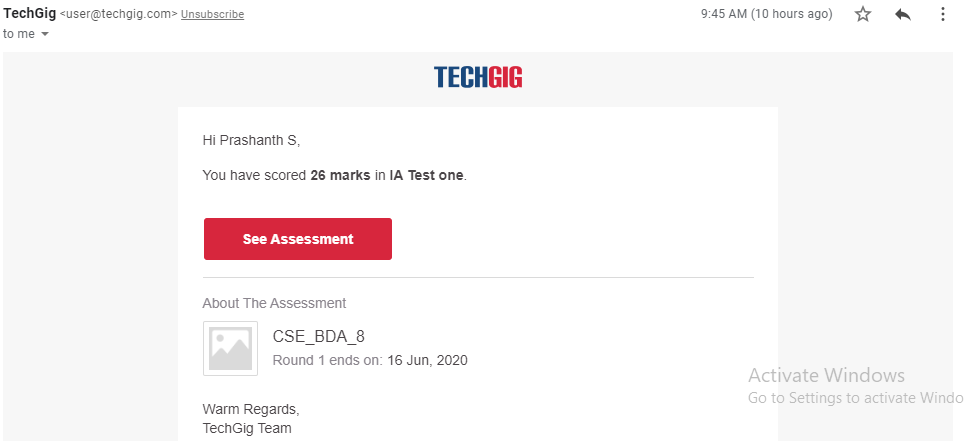 TechGig <user@techgig.com> Unsubscribe 9:45 AM (10 hours ago)
to me
TECHGIG
Hi Prashanth S,
You have scored 26 marks in IA Test one.
See Assessment
About The Assessment
CSE_BDA_8
Round 1 ends on: 16 Jun, 2020
Activate Windows
Go to Settings to activate Windo
Warm Regards,
TechGig Team